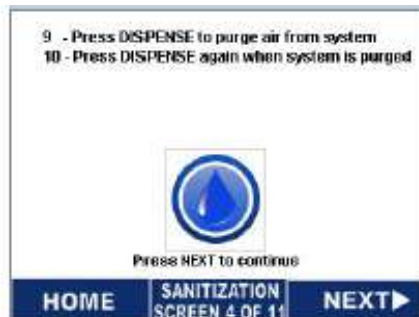 9 - Press DISPENSE to purge air from system
10 - Press DISPENSE again when system is purged
Press NEXT to continue
HOME
SANITIZATION
SCREEN 4 OF 11
NEXT